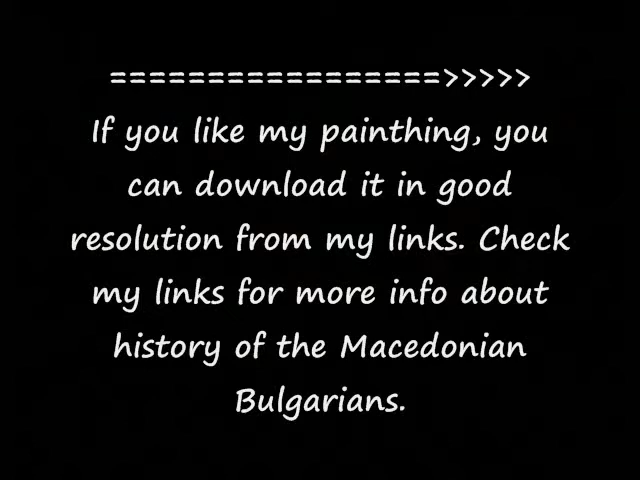 =================>>>>>
If you like my painthing, you
can download it in good
resolution from my links. Check
my links for more info about
history of the Macedonian
Bulgarians.